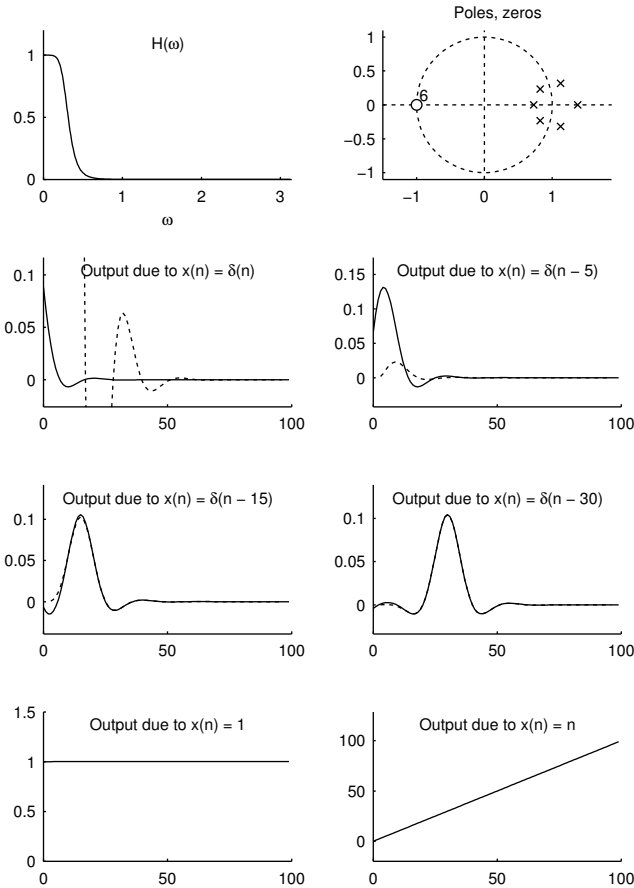 H(ω)
1
0.5
0
0 1 2 3
ω
Poles, zeros
1
0.5
0
−0.5
−1
−1 0 1
6
Output due to x(n) = δ(n)
0.1
0.05
0
0 50 100
Output due to x(n) = δ(n − 5)
0.15
0.1
0.05
0
0 50 100
Output due to x(n) = δ(n − 15)
0.1
0.05
0
0 50 100
Output due to x(n) = δ(n − 30)
0.1
0.05
0
0 50 100
Output due to x(n) = 1
1.5
1
0.5
0
0 50 100
Output due to x(n) = n
100
50
0
0 50 100